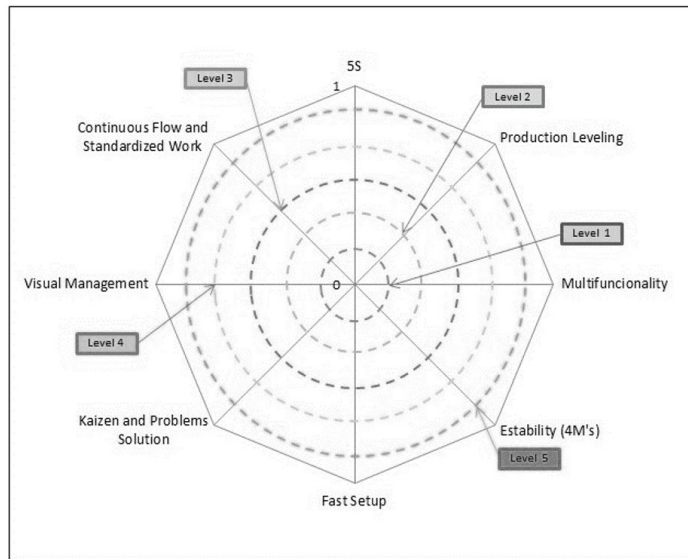 5S
Level 3
1
Level 2
Continuous Flow and
Standardized Work
Production Leveling
Level 1
Visual Management
0
Multifuncionality
Level 4
Kaizen and Problems
Solution
Estability (4M's)
Level 5
Fast Setup